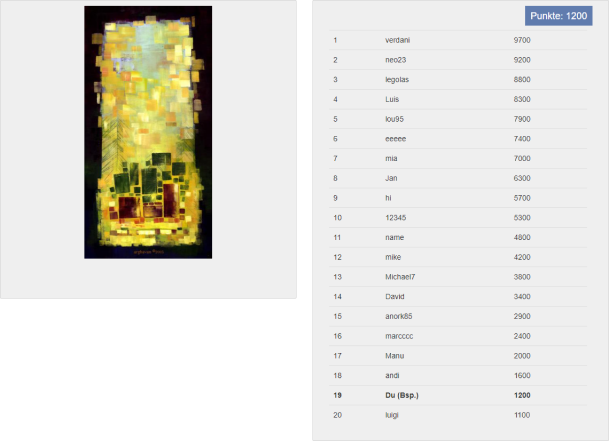 Punkte: 1200
1 verdani 9700
2 neo23 9200
3 legolas 8800
4 Luis 8300
5 lou95 7900
6 eeeee 7400
7 mia 7000
8 Jan 6300
9 hi 5700
10 12345 5300
11 name 4800
12 mike 4200
13 Michael7 3800
14 David 3400
15 anork85 2900
16 marcccc 2400
17 Manu 2000
18 andi 1600
19 Du (Bsp.) 1200
20 luigi 1100